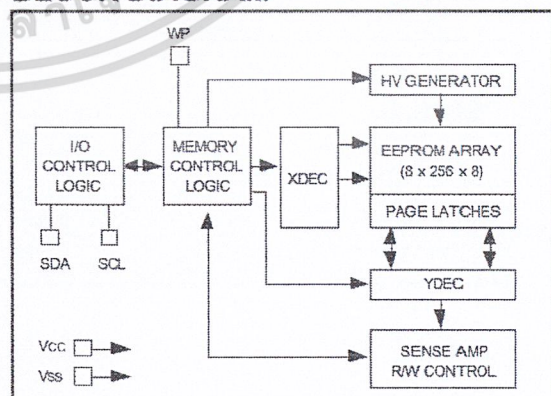 WP
HV GENERATOR
I/O
CONTROL
LOGIC
MEMORY
CONTROL
LOGIC
XDEC
EEPROM ARRAY
(8 x 256 x 8)
PAGE LATCHES
SDA
SCL
YDEC
Vcc
Vss
SENSE AMP
R/W CONTROL